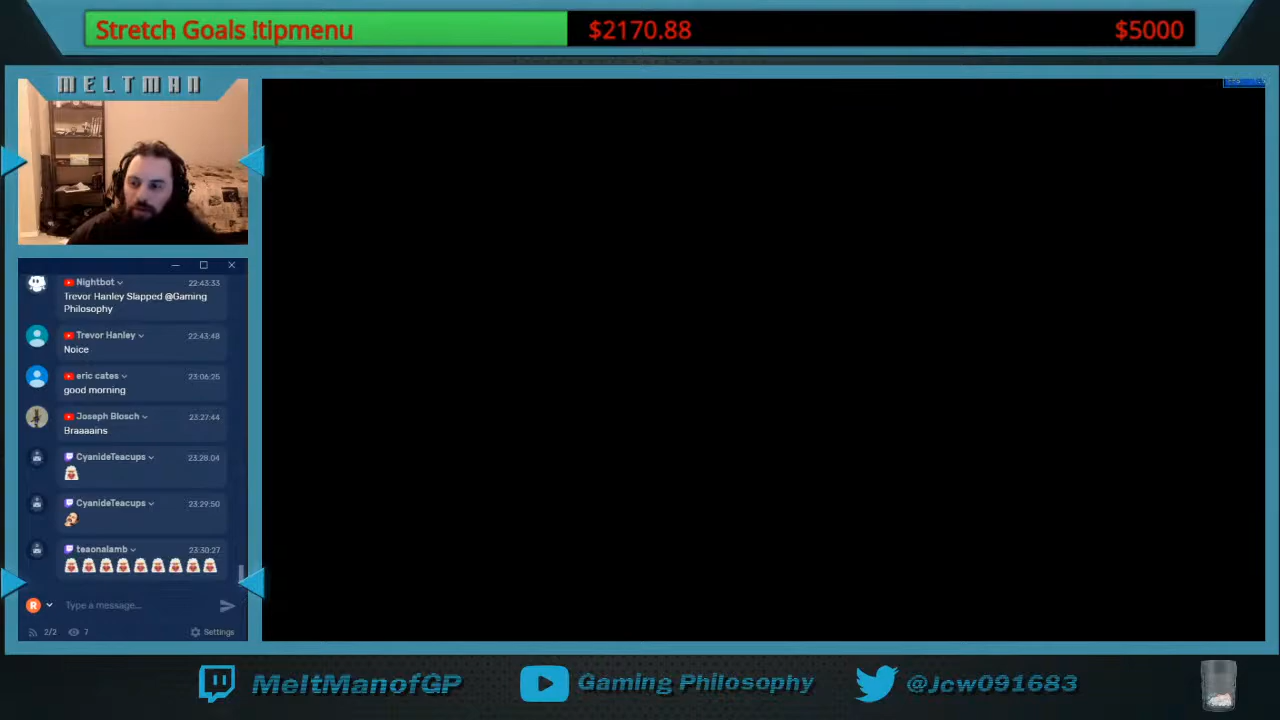 Stretch Goals !tipmenu $2170.88 $5000
MELTMAN
Nightbot 22:43:33
Trevor Hanley Slapped @Gaming
Philosophy
Trevor Hanley 22:43:48
Noice
eric cates 23:06:25
good morning
Joseph Blosch 23:27:44
Braaaains
CyanideTeacups 23:28:04
CyanideTeacups 23:29:50
teaonalamb 23:30:27
R Type a message...
2/2 7 Settings
MeltManofGP Gaming Philosophy @Jcw091683